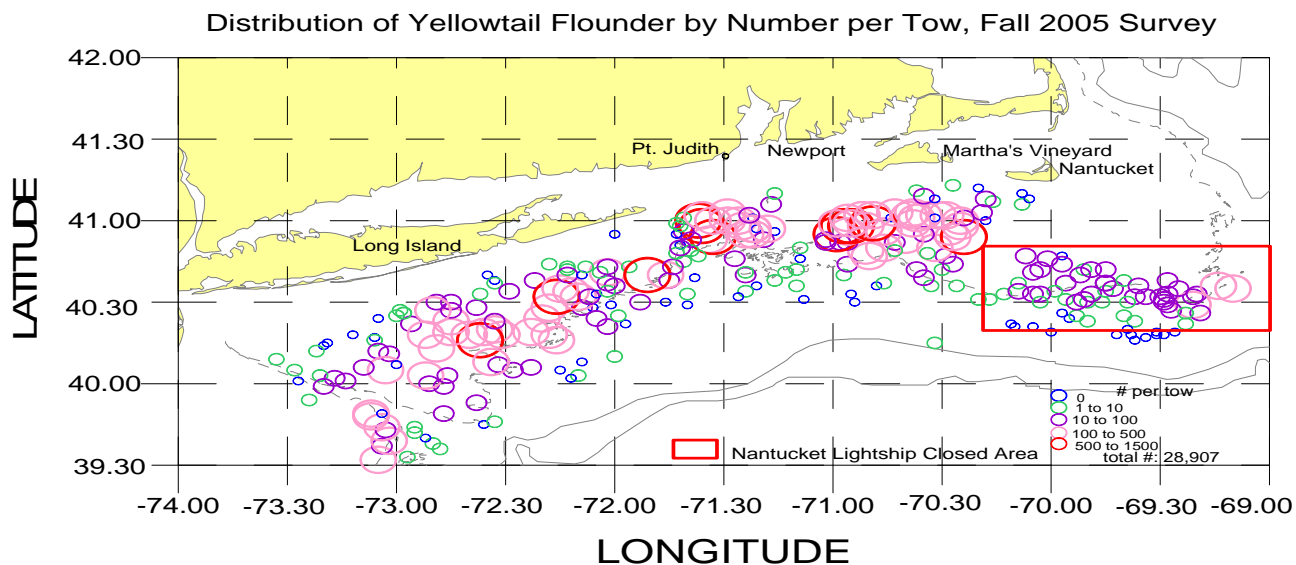 Distribution of Yellowtail Flounder by Number per Tow, Fall 2005 Survey
LATITUDE
42.00
41.30
41.00
40.30
40.00
39.30
Pt. Judith
Newport
Martha's Vineyard
Nantucket
Long Island
# per tow
0
1 to 10
10 to 100
100 to 500
500 to 1500
total #: 28,907
Nantucket Lightship Closed Area
-74.00 -73.30 -73.00 -72.30 -72.00 -71.30 -71.00 -70.30 -70.00 -69.30 -69.00
LONGITUDE